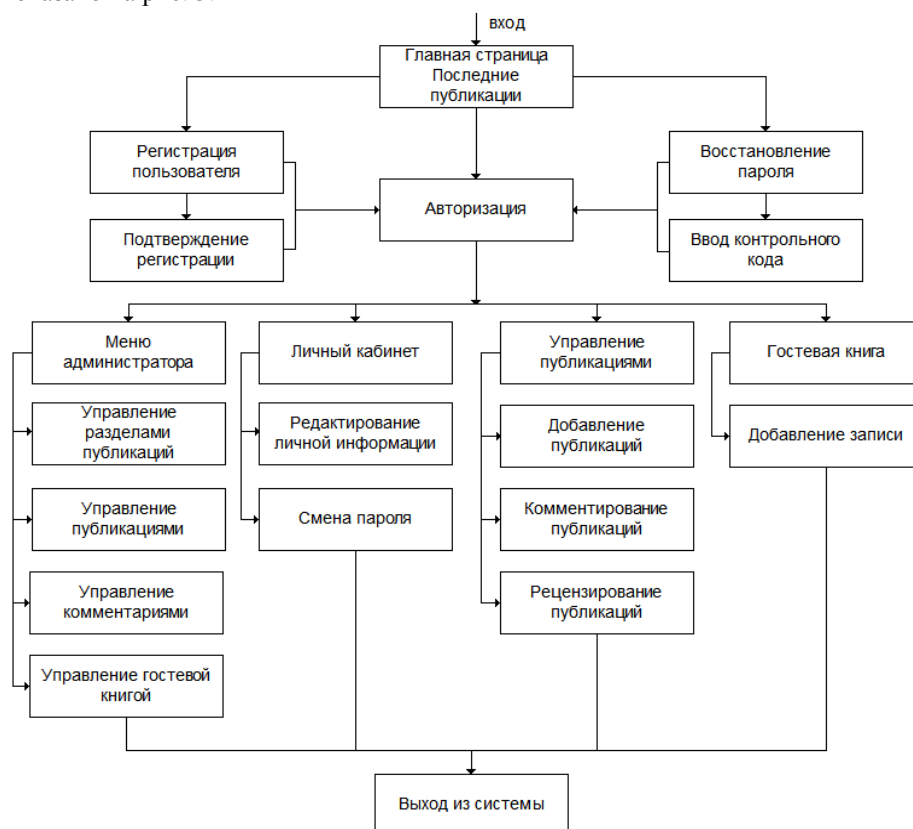 вход
Главная страница
Последние
публикации
Регистрация
пользователя
Восстановление
пароля
Авторизация
Подтверждение
регистрации
Ввод контрольного
кода
Меню
администратора
Личный кабинет
Управление
публикациями
Гостевая книга
Управление
разделами
публикаций
Редактирование
личной информации
Добавление
публикаций
Добавление записи
Управление
публикациями
Смена пароля
Комментирование
публикаций
Управление
комментариями
Рецензирование
публикаций
Управление гостевой
книгой
Выход из системы